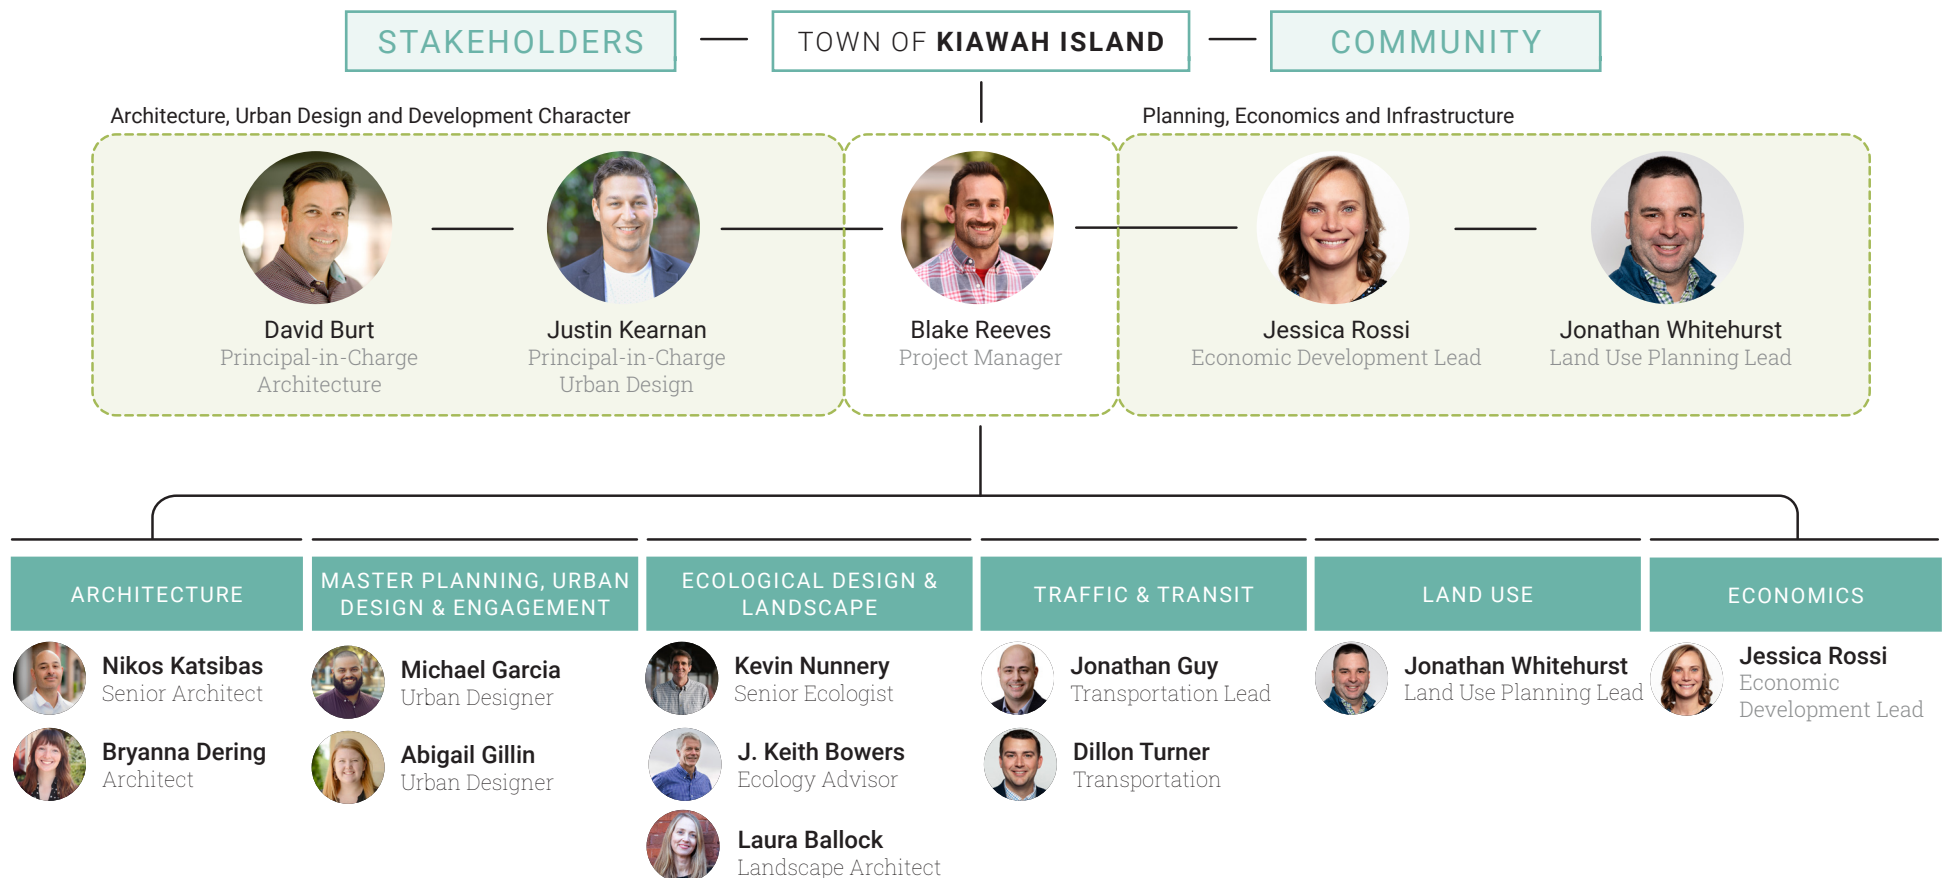 STAKEHOLDERS
TOWN OF KIAWAH ISLAND
COMMUNITY
Architecture, Urban Design and Development Character
Planning, Economics and Infrastructure
David Burt
Principal-in-Charge
Architecture
Justin Kearnan
Principal-in-Charge
Urban Design
Blake Reeves
Project Manager
Jessica Rossi
Economic Development Lead
Jonathan Whitehurst
Land Use Planning Lead
ARCHITECTURE
Nikos Katsibas
Senior Architect
Bryanna Dering
Architect
MASTER PLANNING, URBAN
DESIGN & ENGAGEMENT
Michael Garcia
Urban Designer
Abigail Gillin
Urban Designer
ECOLOGICAL DESIGN &
LANDSCAPE
Kevin Nunnery
Senior Ecologist
J. Keith Bowers
Ecology Advisor
Laura Ballock
Landscape Architect
TRAFFIC & TRANSIT
Jonathan Guy
Transportation Lead
Dillon Turner
Transportation
LAND USE
Jonathan Whitehurst
Land Use Planning Lead
ECONOMICS
Jessica Rossi
Economic
Development Lead